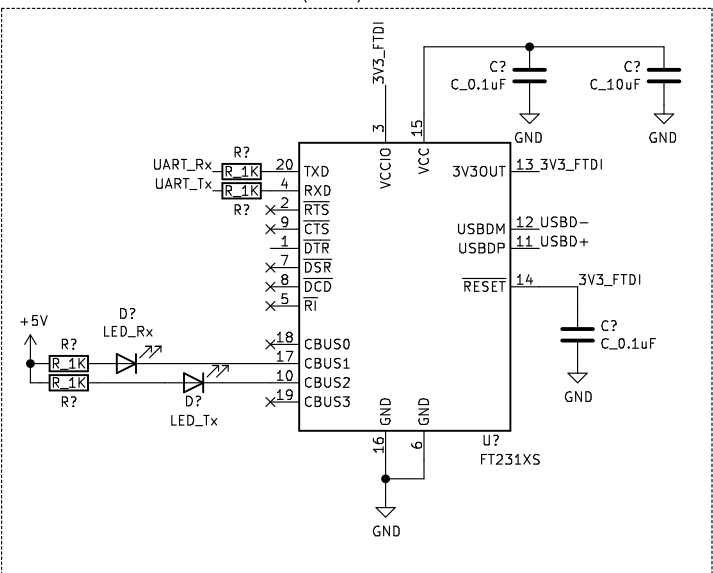 3V3_FTDI
C?
C_0.1uF
C?
C_10uF
GND
GND
3
15
VCCIO
VCC
R?
UART_Rx
R_1K
20
TXD
UART_Tx
R_1K
4
RXD
R?
2
RTS
9
CTS
1
DTR
7
DSR
8
DCD
5
RI
3V3OUT
13
3V3_FTDI
USBDM
12
USBD-
USBDP
11
USBD+
RESET
14
3V3_FTDI
C?
C_0.1uF
GND
+5V
D?
LED_Rx
R?
R_1K
R_1K
R?
D?
LED_Tx
18
CBUS0
17
CBUS1
10
CBUS2
19
CBUS3
GND
GND
16
6
U?
FT231XS
GND